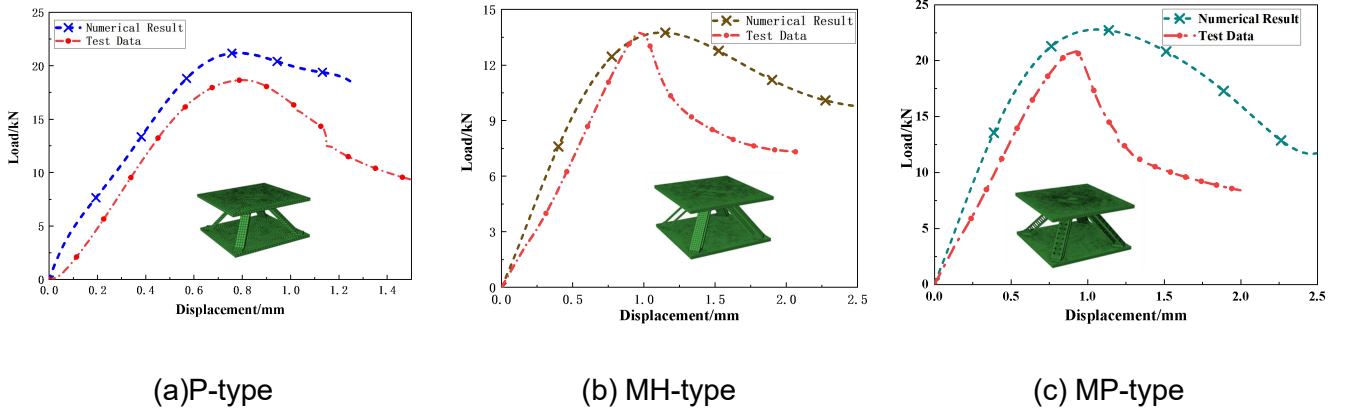 Numerical Result
Test Data
Load/kN
25
20
15
10
5
0
0.0 0.2 0.4 0.6 0.8 1.0 1.2 1.4
Displacement/mm
(a)P-type
Numerical Result
Test Data
Load/kN
15
12
9
6
3
0
0.0 0.5 1.0 1.5 2.0 2.5
Displacement/mm
(b) MH-type
Numerical Result
Test Data
Load/kN
25
20
15
10
5
0
0.0 0.5 1.0 1.5 2.0 2.5
Displacement/mm
(c) MP-type